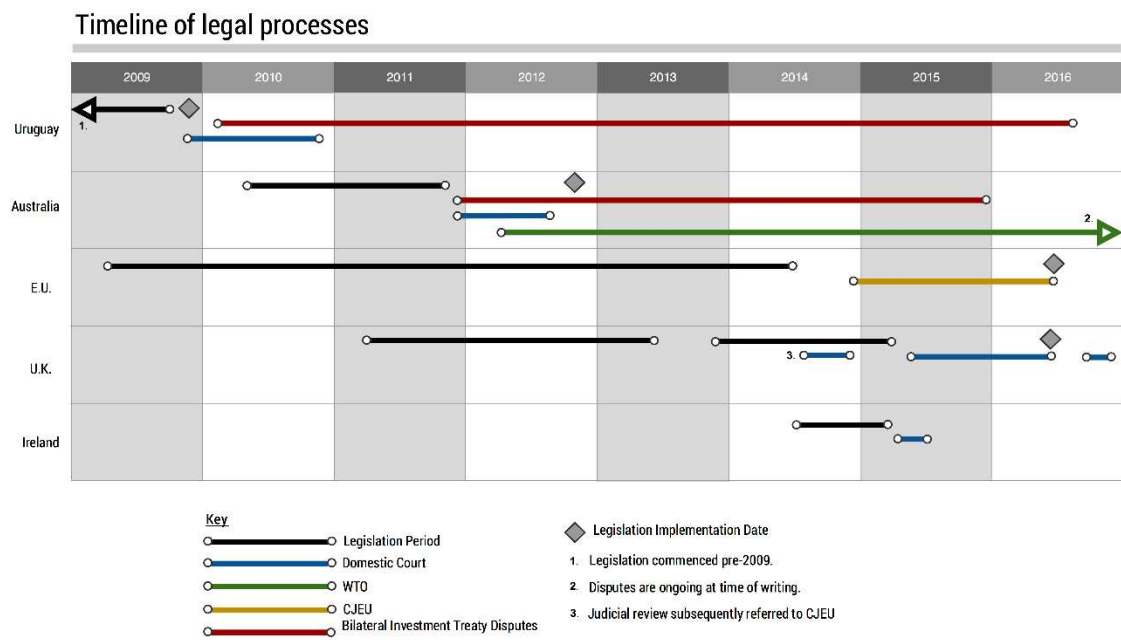 Timeline of legal processes
2009 2010 2011 2012 2013 2014 2015 2016
1.
Uruguay
Australia
2.
E.U.
3.
U.K.
Ireland
Key
Legislation Period
Domestic Court
WTO
CJEU
Bilateral Investment Treaty Disputes
Legislation Implementation Date
1. Legislation commenced pre-2009.
2. Disputes are ongoing at time of writing.
3. Judicial review subsequently referred to CJEU